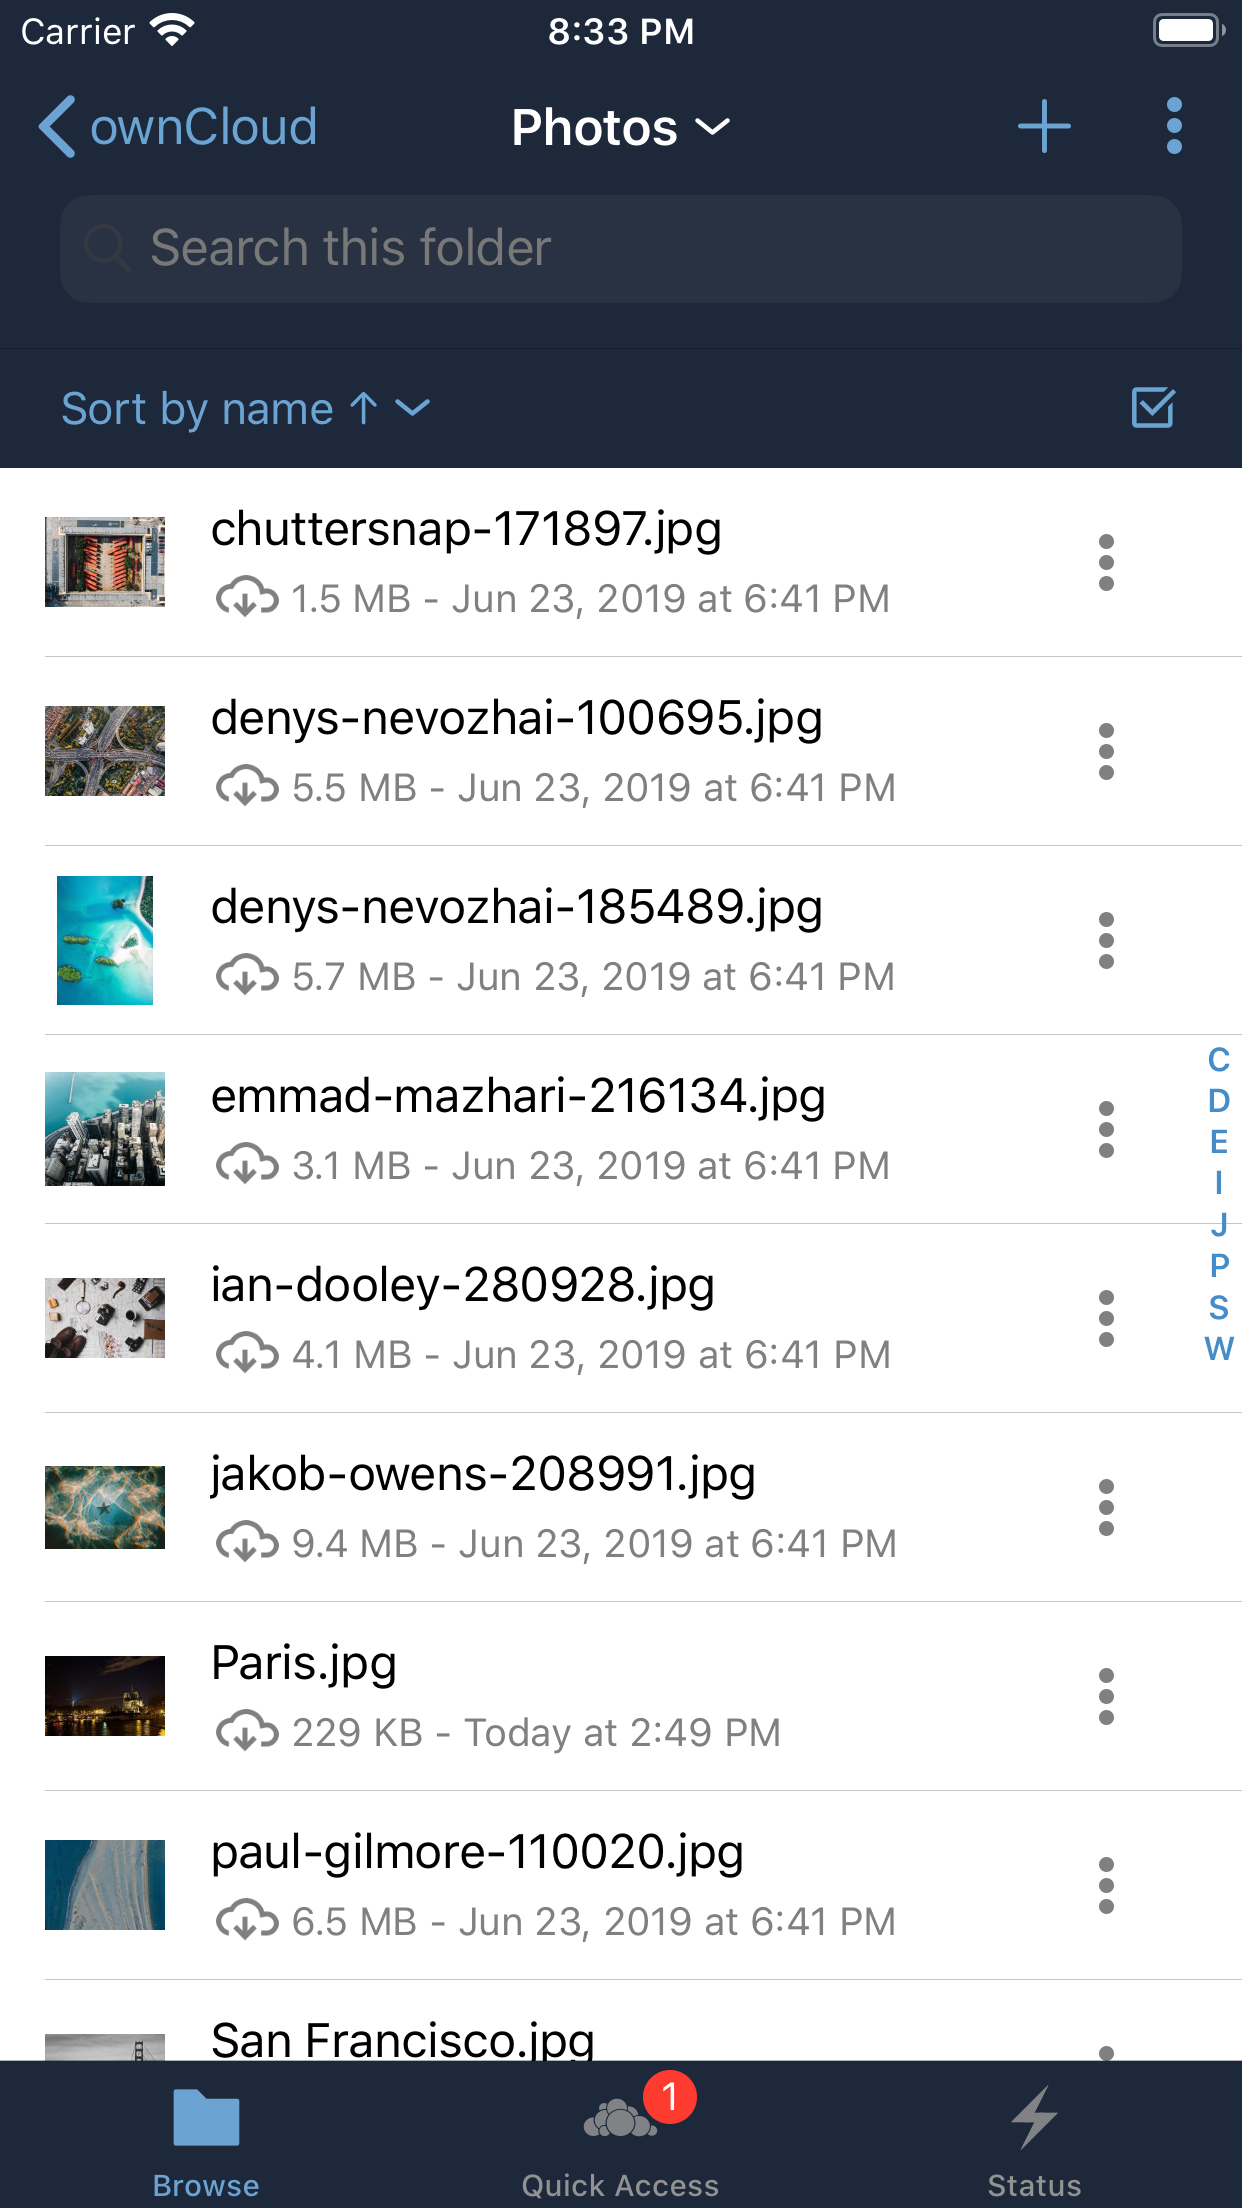 Carrier 8:33 PM
ownCloud Photos
Search this folder
Sort by name ↑
chuttersnap-171897.jpg
1.5 MB - Jun 23, 2019 at 6:41 PM
denys-nevozhai-100695.jpg
5.5 MB - Jun 23, 2019 at 6:41 PM
denys-nevozhai-185489.jpg
5.7 MB - Jun 23, 2019 at 6:41 PM
emmad-mazhari-216134.jpg
3.1 MB - Jun 23, 2019 at 6:41 PM
ian-dooley-280928.jpg
4.1 MB - Jun 23, 2019 at 6:41 PM
jakob-owens-208991.jpg
9.4 MB - Jun 23, 2019 at 6:41 PM
Paris.jpg
229 KB - Today at 2:49 PM
paul-gilmore-110020.jpg
6.5 MB - Jun 23, 2019 at 6:41 PM
San Francisco.jpg
C
D
E
I
J
P
S
W
1
Browse Quick Access Status